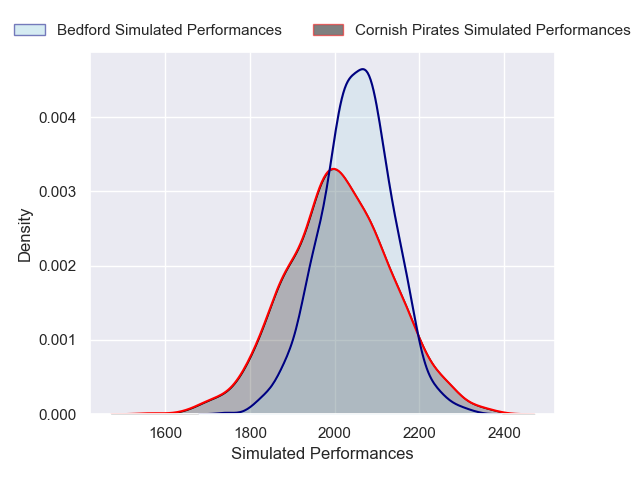 Bedford Simulated Performances
Cornish Pirates Simulated Performances
Density
0.004
0.003
0.002
0.001
0.000
1600 1800 2000 2200 2400
Simulated Performances